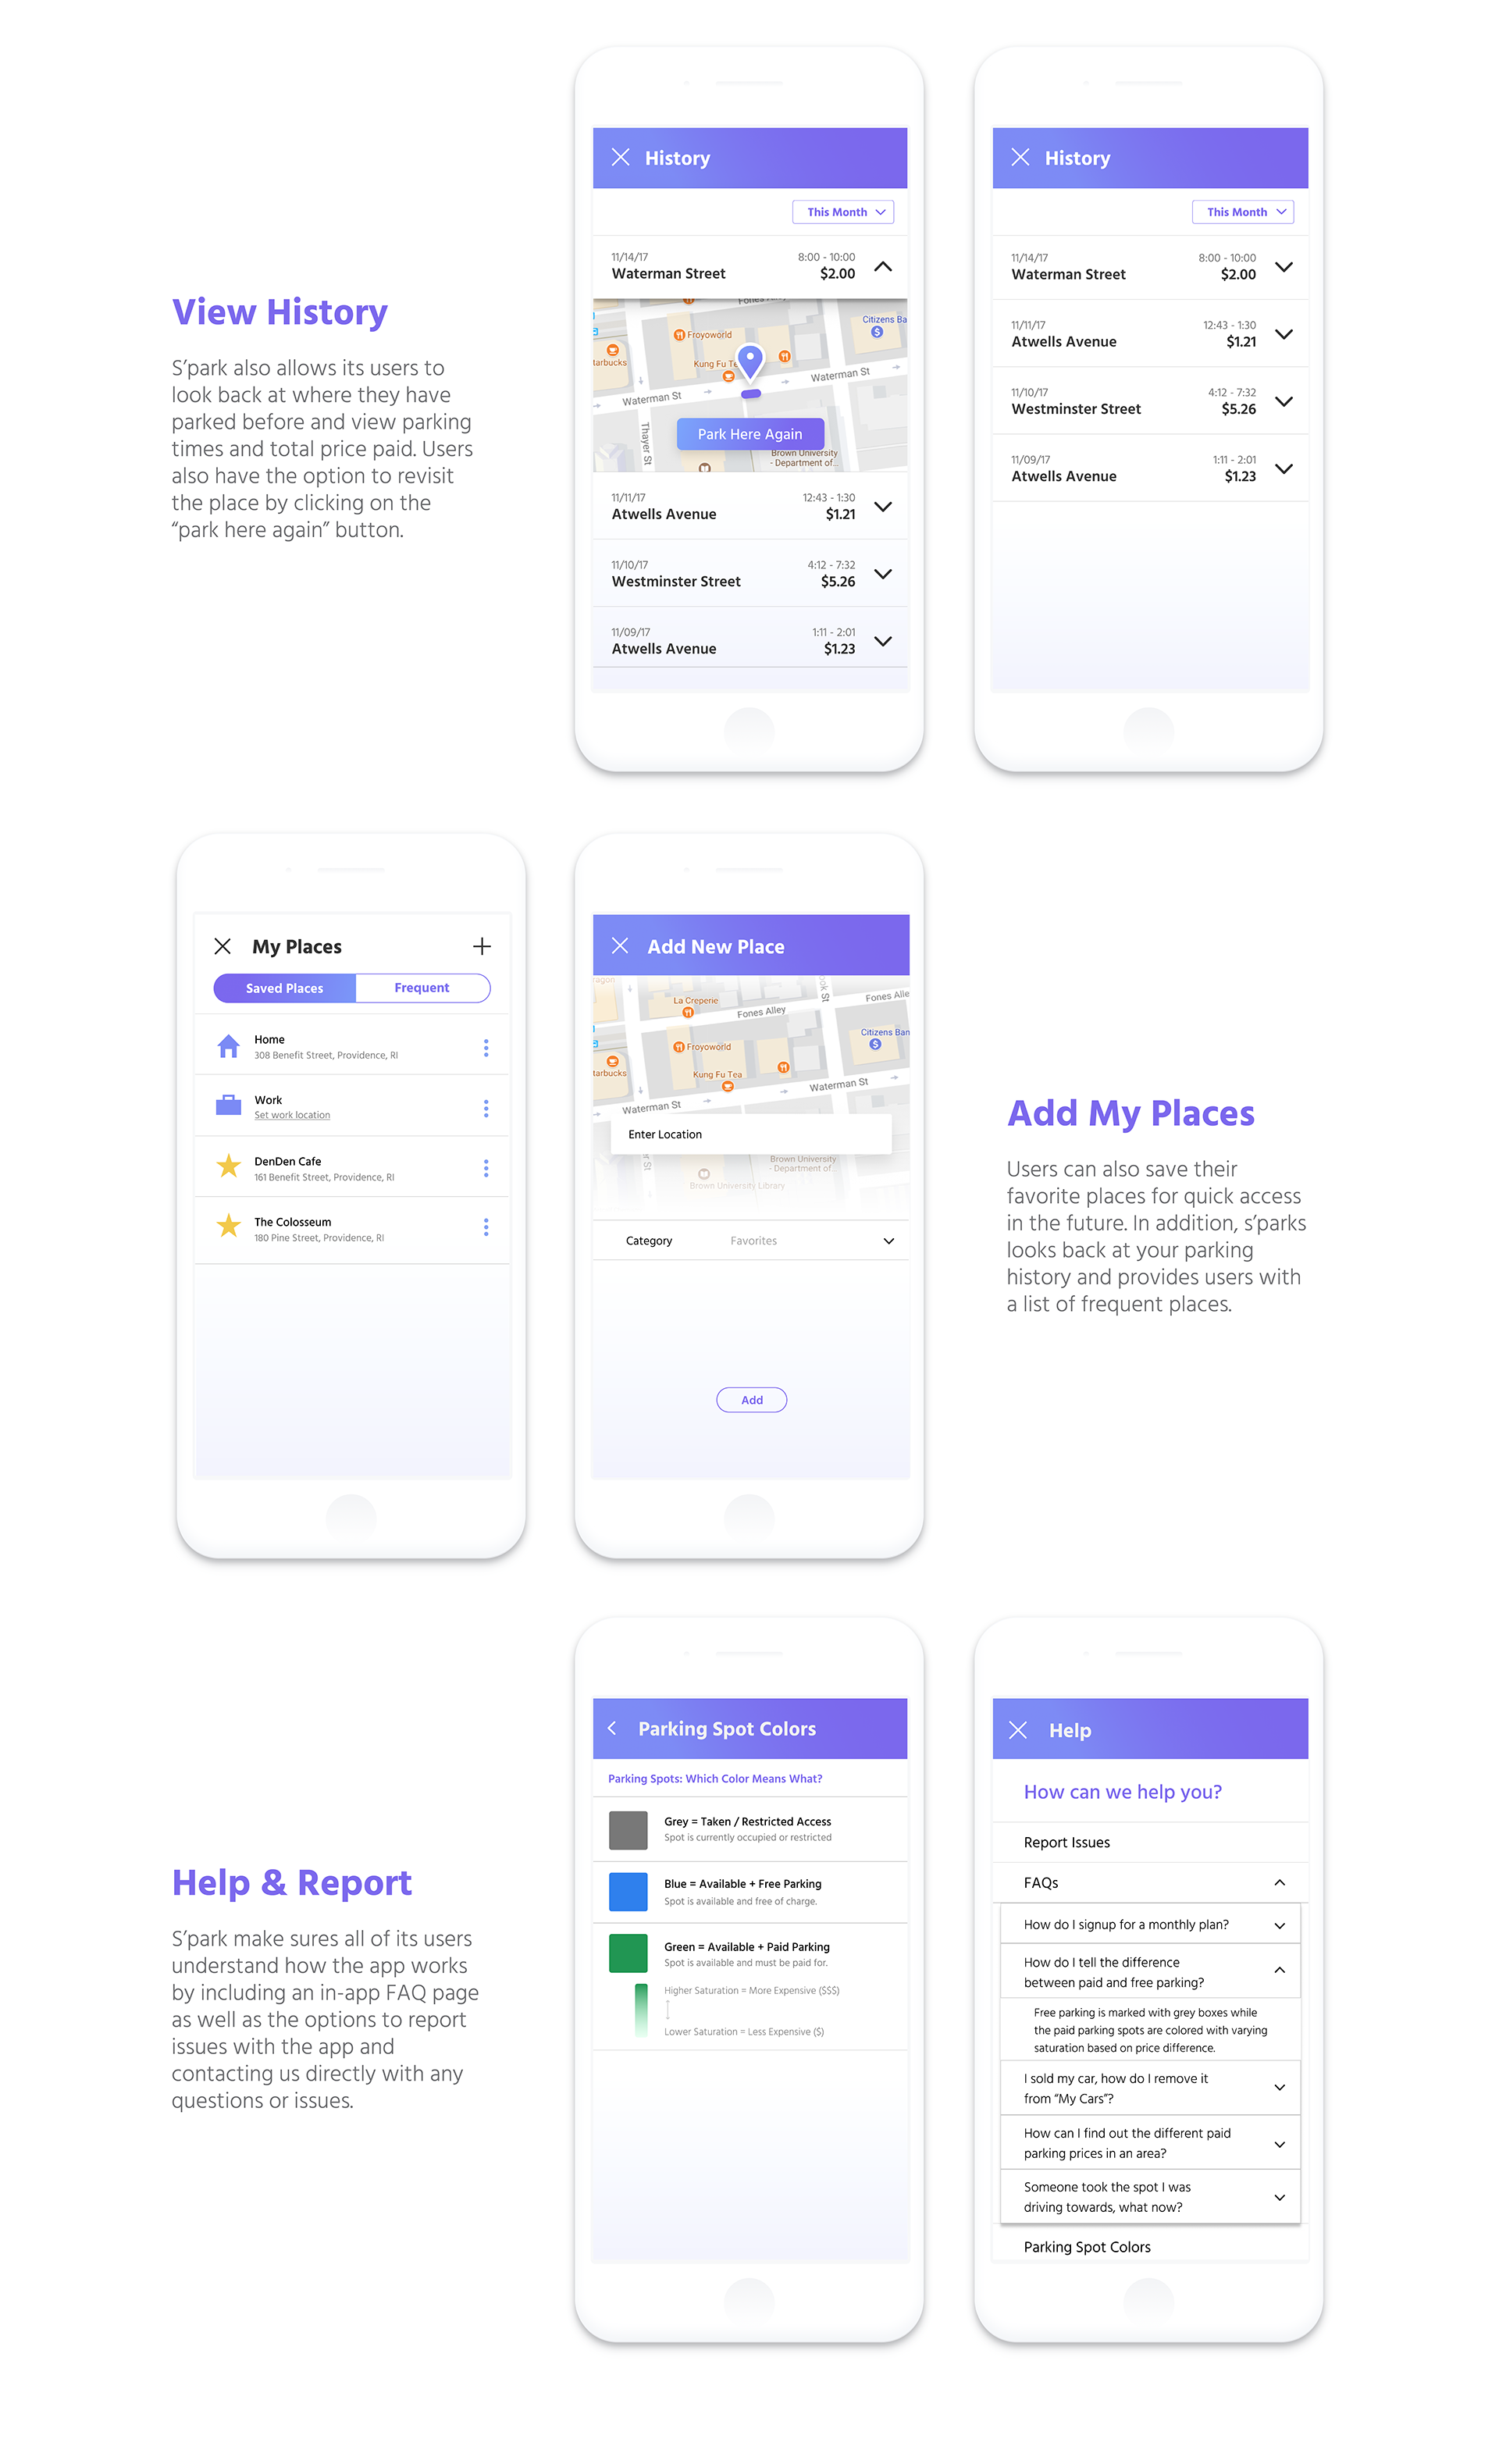 View History
S’park also allows its users to
look back at where they have
parked before and view parking
times and total price paid. Users
also have the option to revisit
the place by clicking on the
“park here again” button.
History
This Month
11/14/17 8:00 - 10:00
Waterman Street $2.00
Fones
Citizens Ba
Froyoworld
tarbucks
Kung Fu Te
Waterman St
Waterman St
Thayer St
Park Here Again
Brown University
- Department of...
11/11/17 12:43 - 1:30
Atwells Avenue $1.21
11/10/17 4:12 - 7:32
Westminster Street $5.26
11/09/17 1:11 - 2:01
Atwells Avenue $1.23
History
This Month
11/14/17 8:00 - 10:00
Waterman Street $2.00
11/11/17 12:43 - 1:30
Atwells Avenue $1.21
11/10/17 4:12 - 7:32
Westminster Street $5.26
11/09/17 1:11 - 2:01
Atwells Avenue $1.23
My Places
Saved Places Frequent
Home
308 Benefit Street, Providence, RI
Work
Set work location
DenDen Cafe
161 Benefit Street, Providence, RI
The Colosseum
180 Pine Street, Providence, RI
Add New Place
ragon
La Creperie
ok St
Fones Alle
Fones Alley
Citizens Ban
Froyoworld
tarbucks
Kung Fu Tea
Waterman St
Waterman St
Enter Location
r St
Brown University
- Department of...
Brown University Library
Category Favorites
Add
Add My Places
Users can also save their
favorite places for quick access
in the future. In addition, s’parks
looks back at your parking
history and provides users with
a list of frequent places.
Help & Report
S’park make sures all of its users
understand how the app works
by including an in-app FAQ page
as well as the options to report
issues with the app and
contacting us directly with any
questions or issues.
Parking Spot Colors
Parking Spots: Which Color Means What?
Grey = Taken / Restricted Access
Spot is currently occupied or restricted
Blue = Available + Free Parking
Spot is available and free of charge.
Green = Available + Paid Parking
Spot is available and must be paid for.
Higher Saturation = More Expensive ($$$)
Lower Saturation = Less Expensive ($)
Help
How can we help you?
Report Issues
FAQs
How do I signup for a monthly plan?
How do I tell the difference
between paid and free parking?
Free parking is marked with grey boxes while
the paid parking spots are colored with varying
saturation based on price difference.
I sold my car, how do I remove it
from “My Cars”?
How can I find out the different paid
parking prices in an area?
Someone took the spot I was
driving towards, what now?
Parking Spot Colors